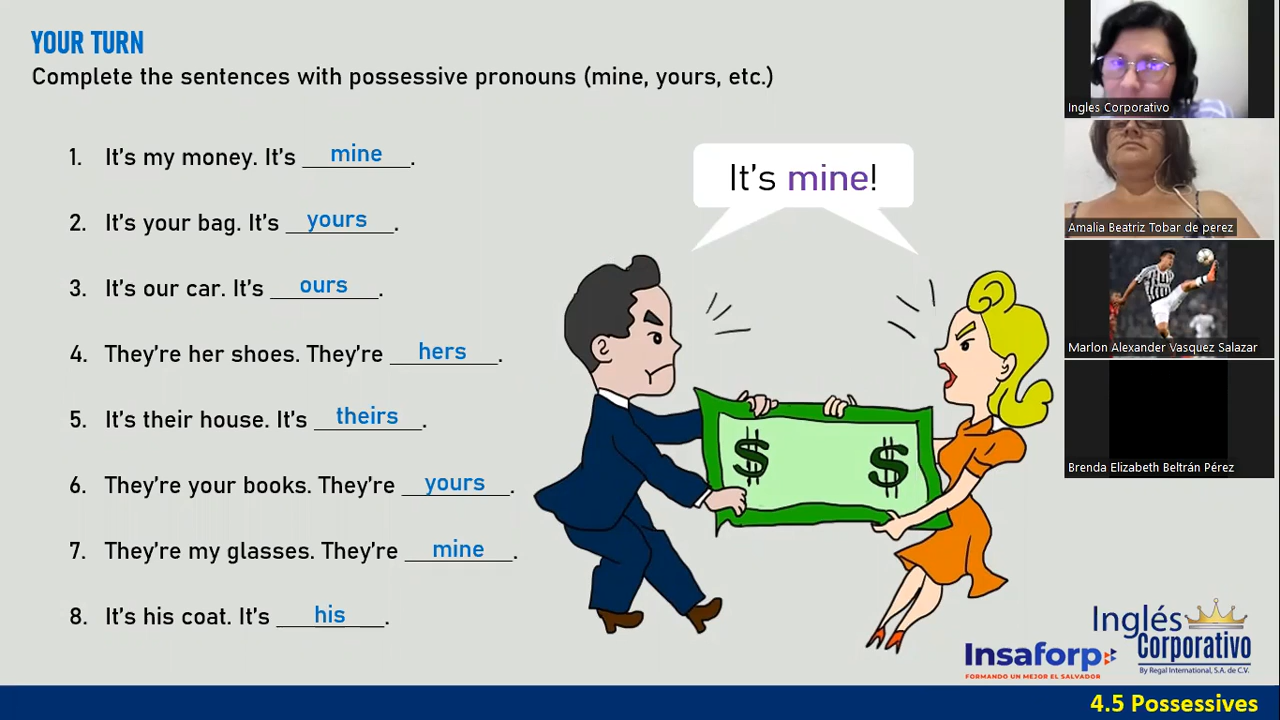 YOUR TURN
Complete the sentences with possessive pronouns (mine, yours, etc.)
1. It's my money. It's mine.
2. It's your bag. It's yours.
3. It's our car. It's ours.
4. They're her shoes. They're hers.
5. It's their house. It's theirs.
6. They're your books. They're yours.
7. They're my glasses. They're mine.
8. It's his coat. It's his.
It's mine!
$ $
Ingles Corporativo
Amalia Beatriz Tobar de perez
Marlon Alexander Vasquez Salazar
Brenda Elizabeth Beltrán Pérez
Insaforp
FORMANDO UN MEJOR EL SALVADOR
Inglés
Corporativo
By Regal International, S.A. de C.V.
4.5 Possessives